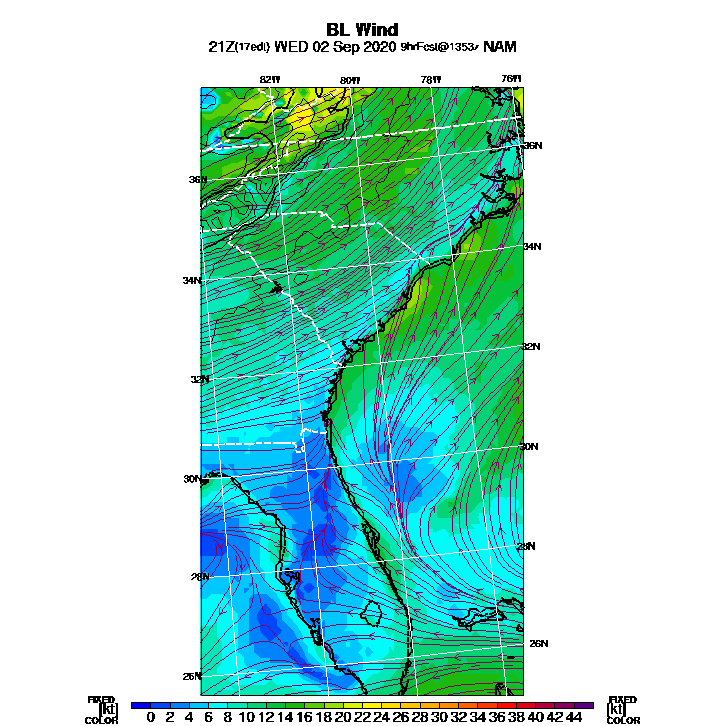 BL Wind
21Z(17edt) WED 02 Sep 2020 9hrFcst@1353z NAM
82W 80W 78W 76W
36N
36N
34N
34N
32N
32N
30N
30N
28N
28N
26N
26N
FIXED FIXED
[kt] 0 2 4 6 8 10 12 14 16 18 20 22 24 26 28 30 32 34 36 38 40 42 44 [kt]
COLOR COLOR